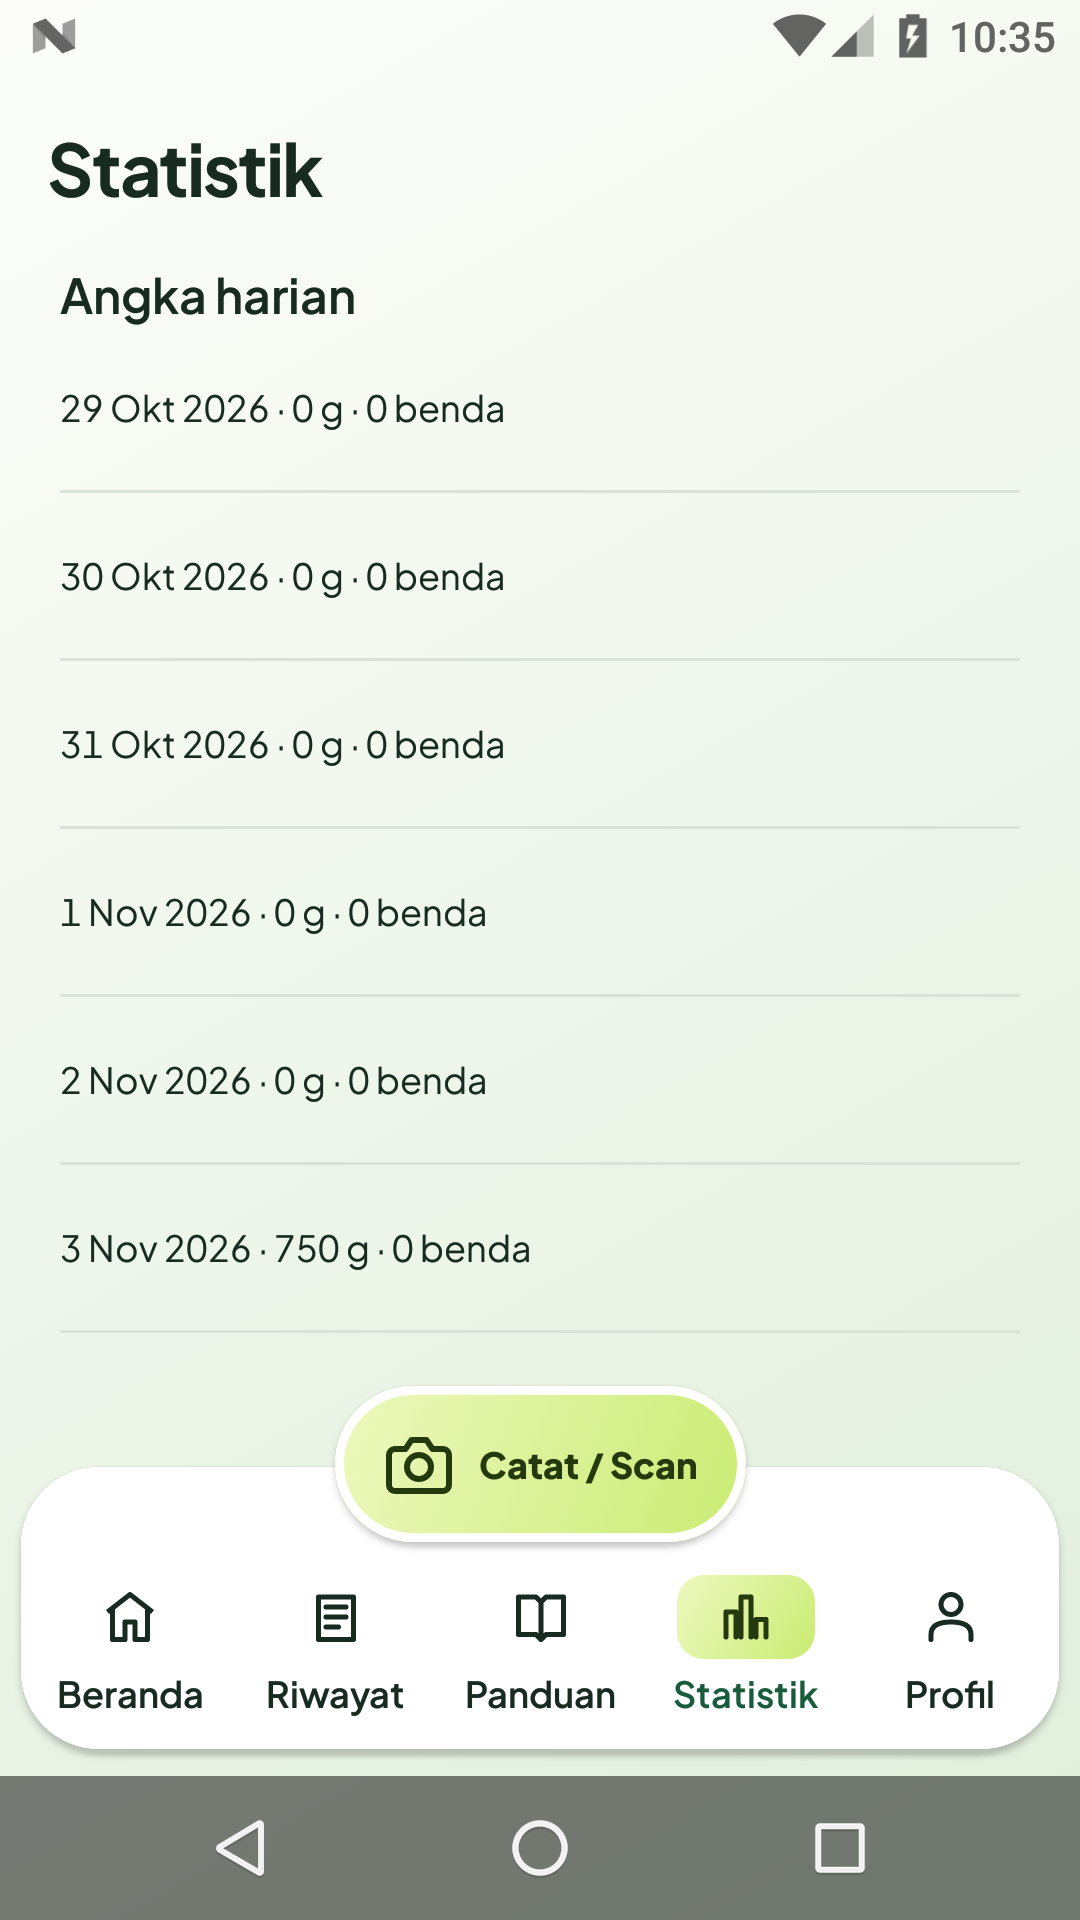 10:35
Statistik
Angka harian
29 Okt 2026 · 0 g · 0 benda
30 Okt 2026 · 0 g · 0 benda
31 Okt 2026 · 0 g · 0 benda
1 Nov 2026 · 0 g · 0 benda
2 Nov 2026 · 0 g · 0 benda
3 Nov 2026 · 750 g · 0 benda
Catat / Scan
Beranda
Riwayat
Panduan
Statistik
Profil